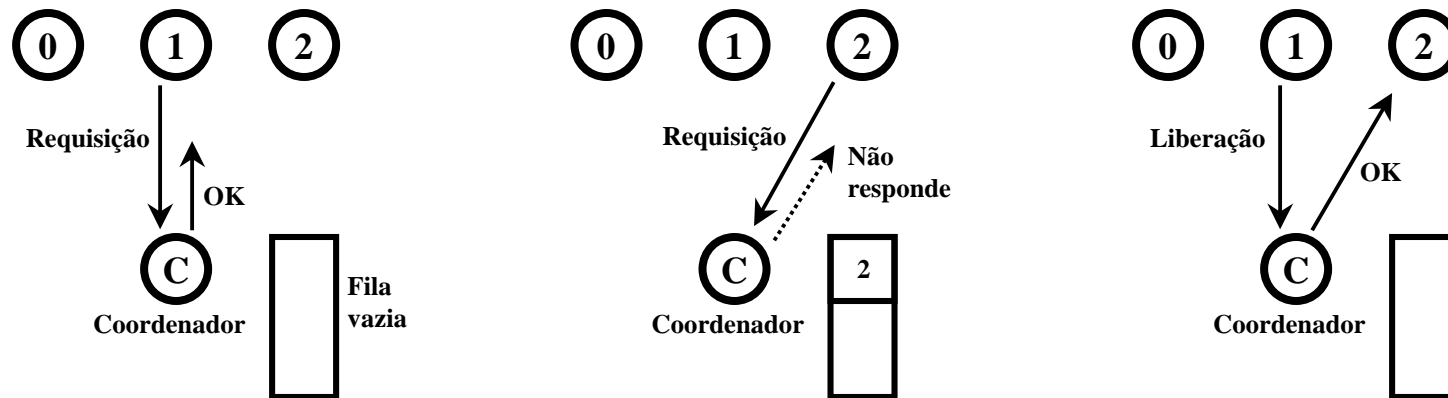 0 1 2
Requisição
OK
C
Fila
vazia
Coordenador
0 1 2
Requisição
Não
responde
C
2
Coordenador
0 1 2
Liberação
OK
C
Coordenador